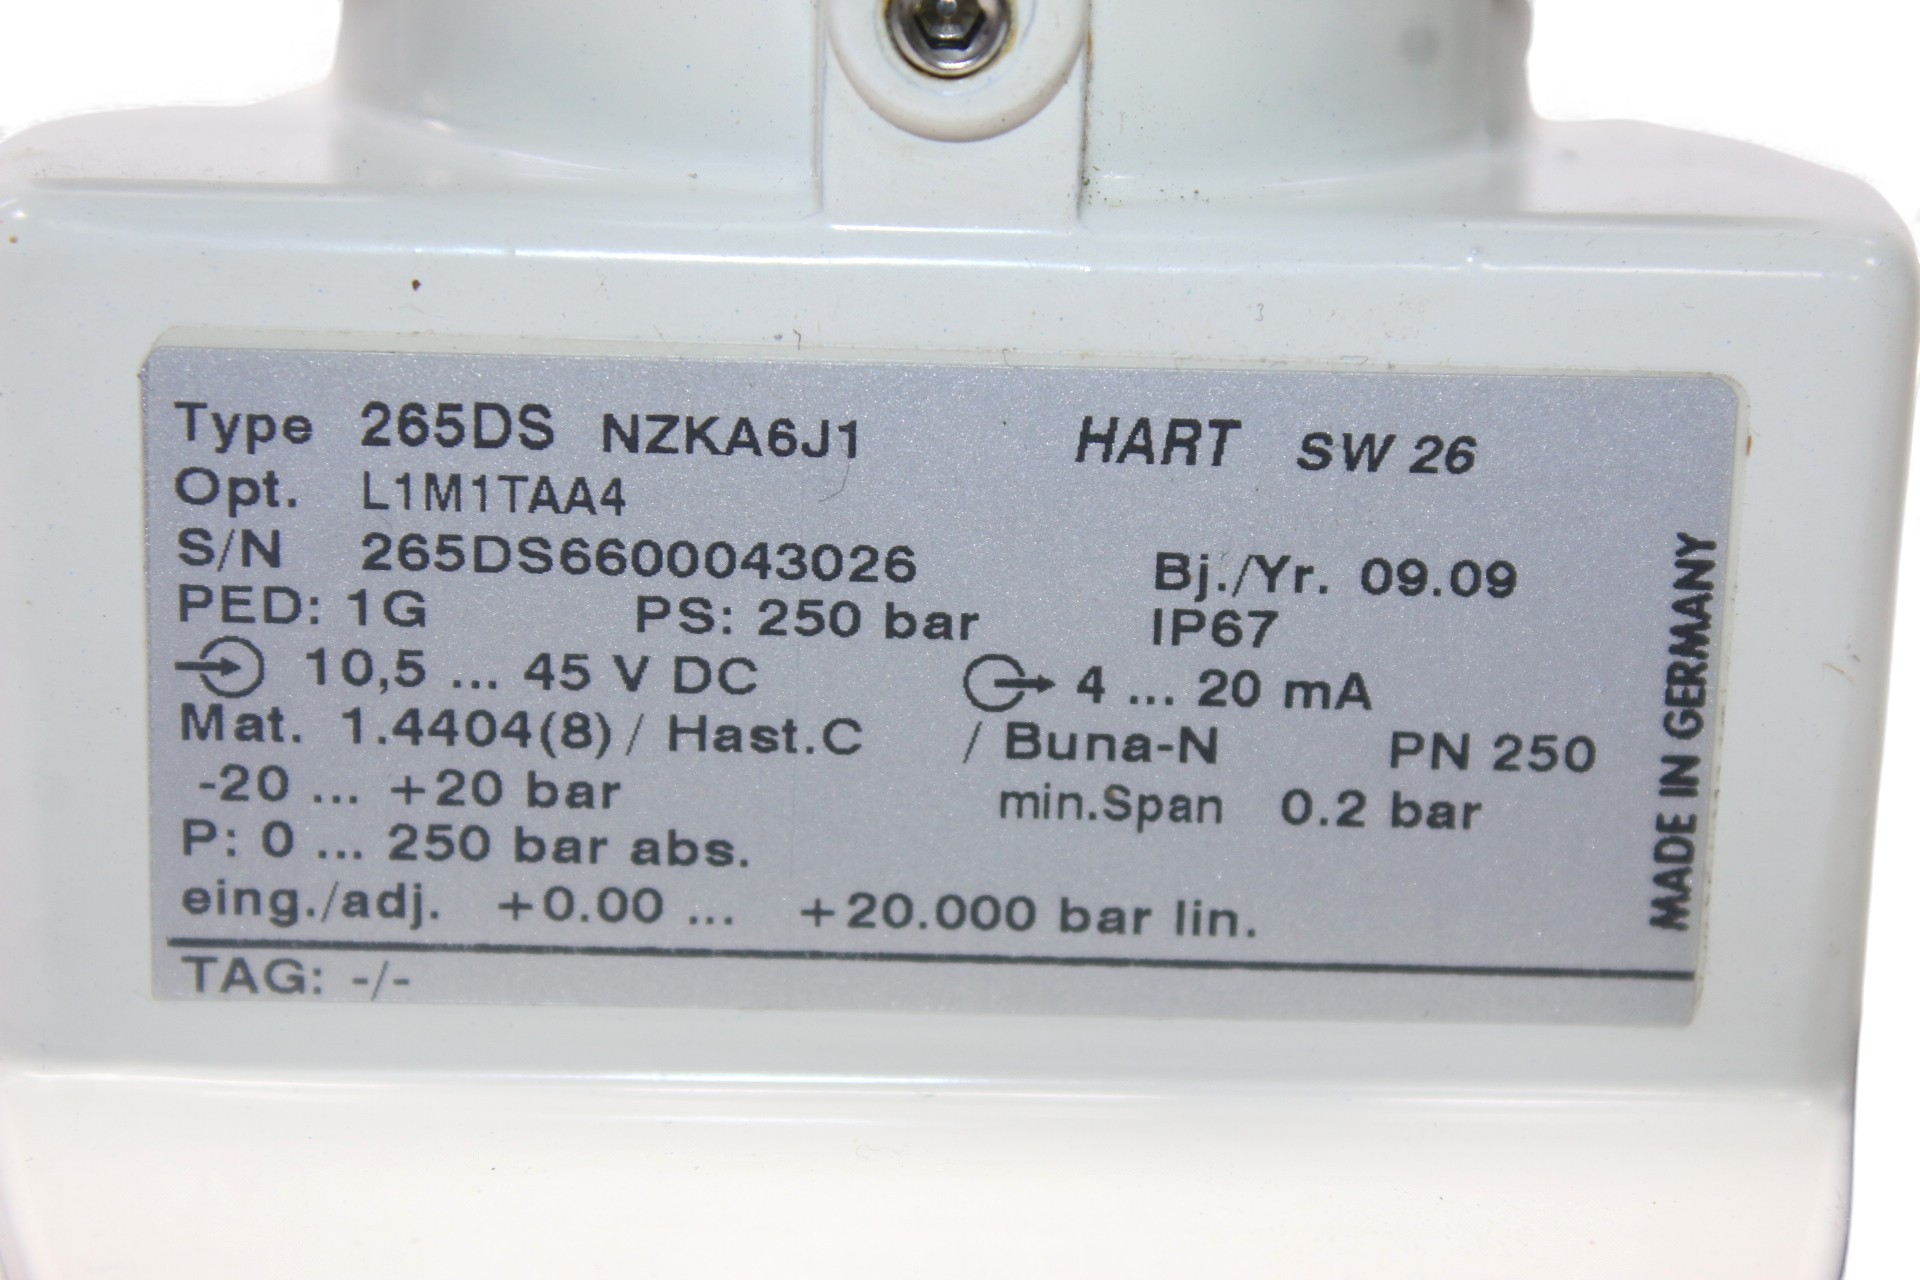 Type 265DS NZKA6J1 HART SW 26
Opt. L1M1TAA4
S/N 265DS6600043026 Bj./Yr. 09.09
PED: 1G PS: 250 bar IP67
10,5 ... 45 V DC 4 ... 20 mA
Mat. 1.4404(8) / Hast.C / Buna-N PN 250
-20 ... +20 bar min.Span 0.2 bar
P: 0 ... 250 bar abs.
eing./adj. +0.00 ... +20.000 bar lin.
TAG: -/-
MADE IN GERMANY